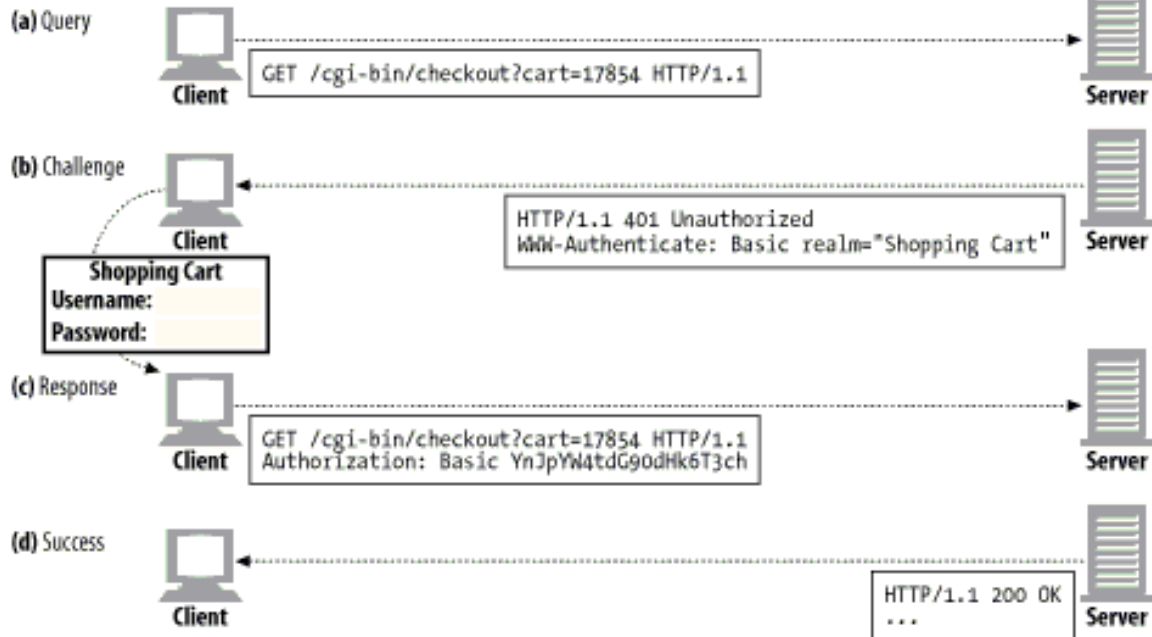 (a) Query
GET /cgi-bin/checkout?cart=17854 HTTP/1.1
Client
Server
(b) Challenge
HTTP/1.1 401 Unauthorized
WWW-Authenticate: Basic realm="Shopping Cart"
Client
Server
Shopping Cart
Username:
Password:
(c) Response
GET /cgi-bin/checkout?cart=17854 HTTP/1.1
Authorization: Basic YnJpYW4tdG90dHk6T3ch
Client
Server
(d) Success
HTTP/1.1 200 OK
...
Client
Server